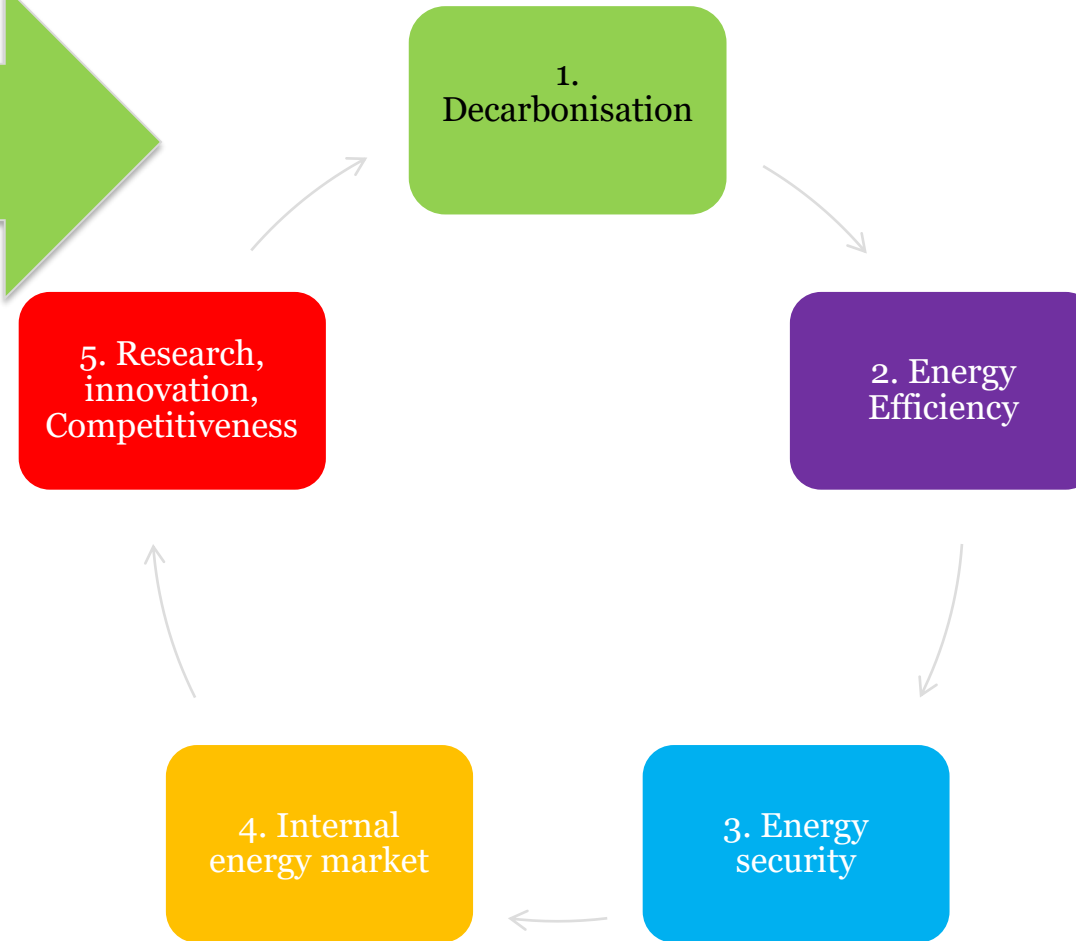 1.
Decarbonisation
2. Energy
Efficiency
3. Energy
security
4. Internal
energy market
5. Research,
innovation,
Competitiveness